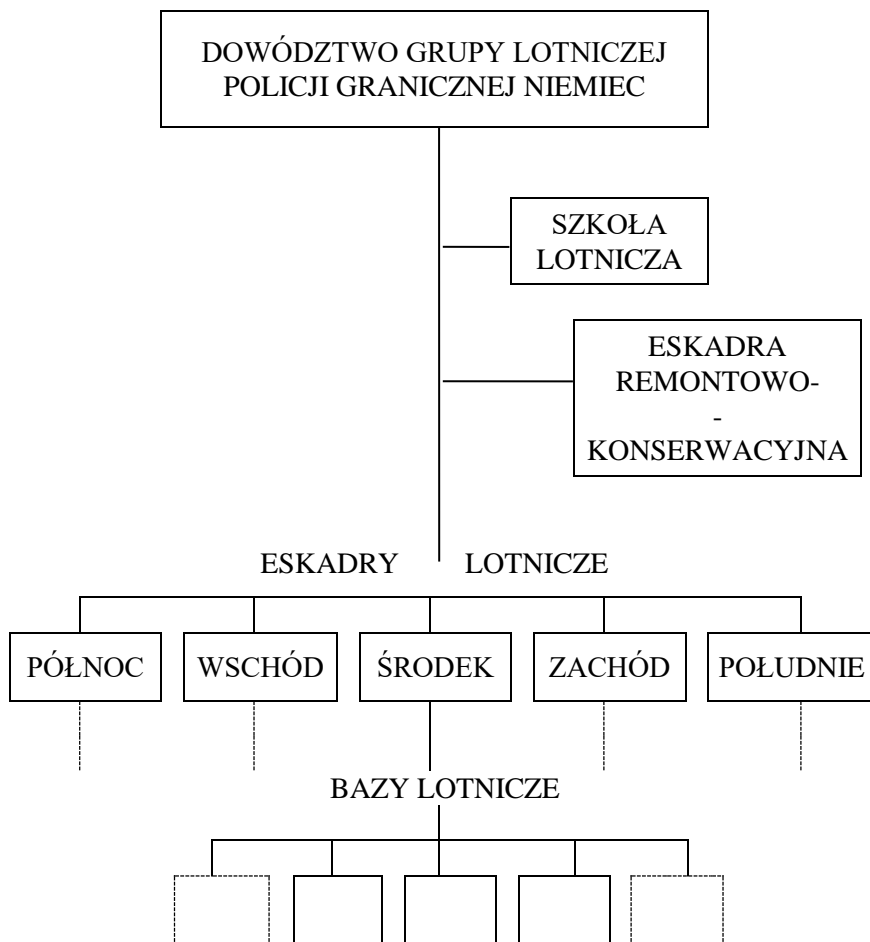 DOWÓDZTWO GRUPY LOTNICZEJ
POLICJI GRANICZNEJ NIEMIEC
SZKOŁA
LOTNICZA
ESKADRA
REMONTOWO-
-
KONSERWACYJNA
ESKADRY LOTNICZE
PÓŁNOC WSCHÓD ŚRODEK ZACHÓD POŁUDNIE
BAZY LOTNICZE